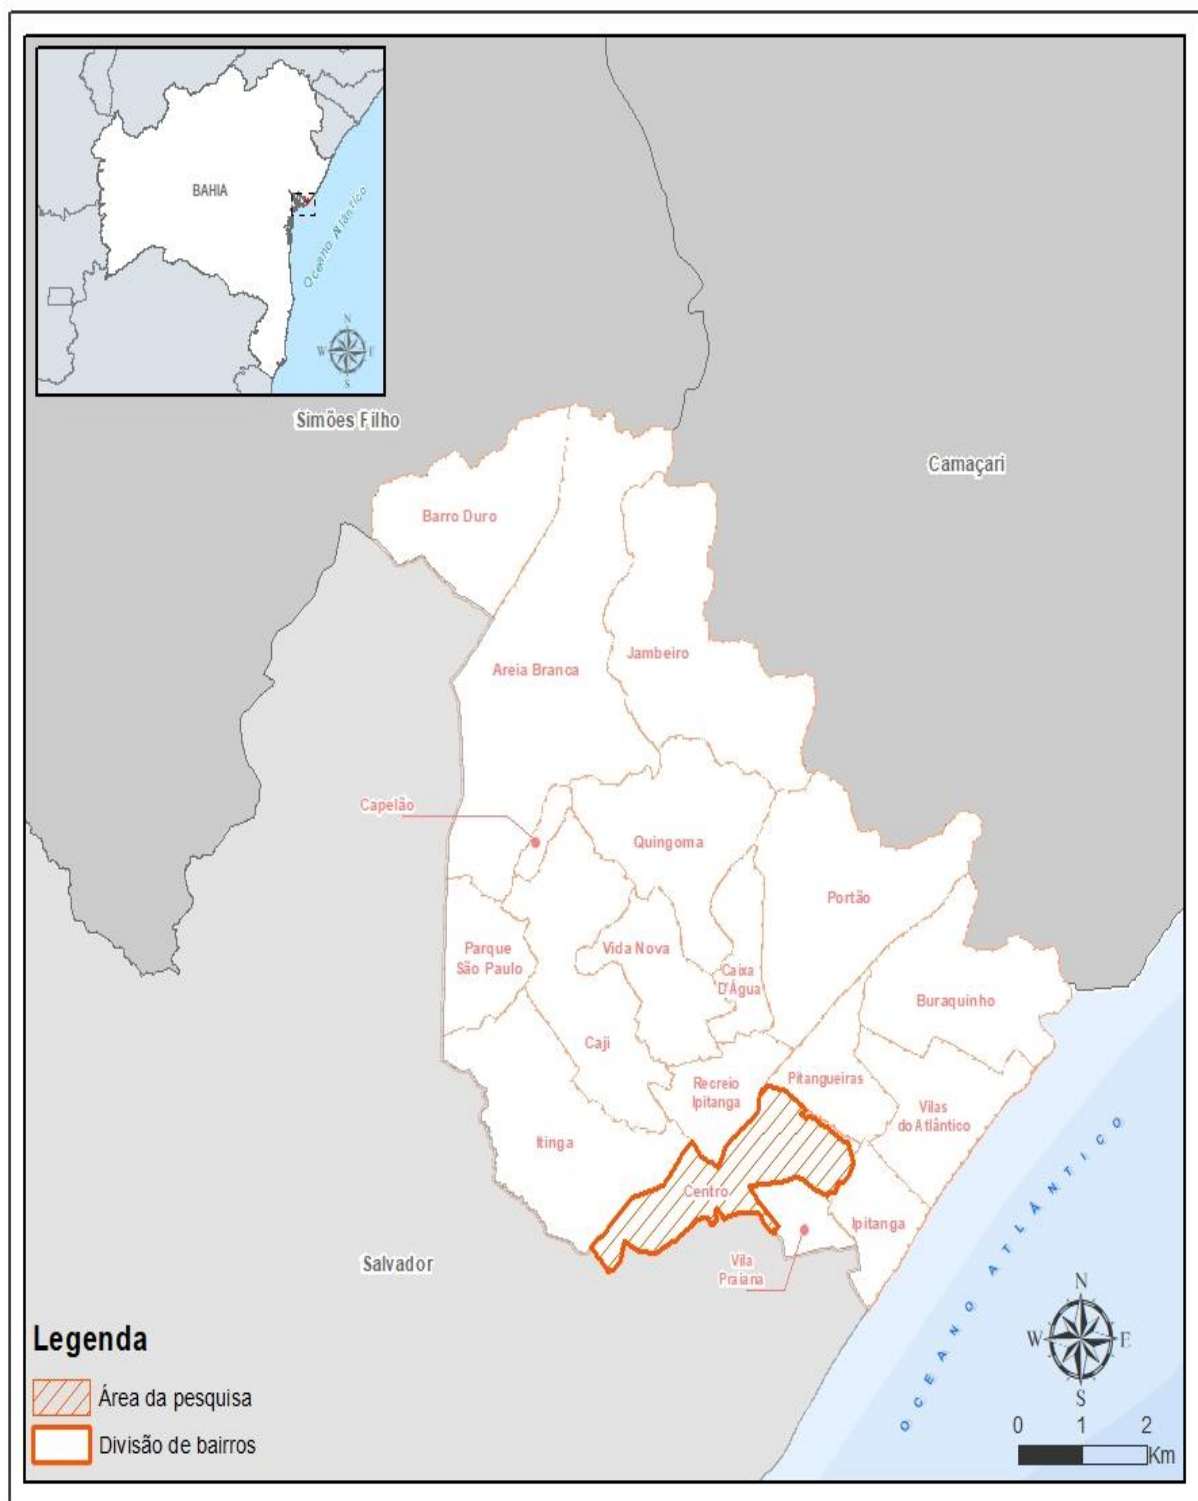 BAHIA
Oceano Atlântico
N
W
E
S
Simões Filho
Camaçari
Barro Duro
Jambeiro
Areia Branca
Capelão
Quingoma
Portão
Parque
São Paulo
Vida Nova
Caixa
D'Água
Buraquinho
Caji
Recreio
Ipitanga
Pitangueiras
Vilas
do Atlântico
Itinga
Centro
Ipitanga
Vila
Praiana
Salvador
OCEANO ATLÂNTICO
N
W
E
S
0 1 2
Km
Legenda
Área da pesquisa
Divisão de bairros